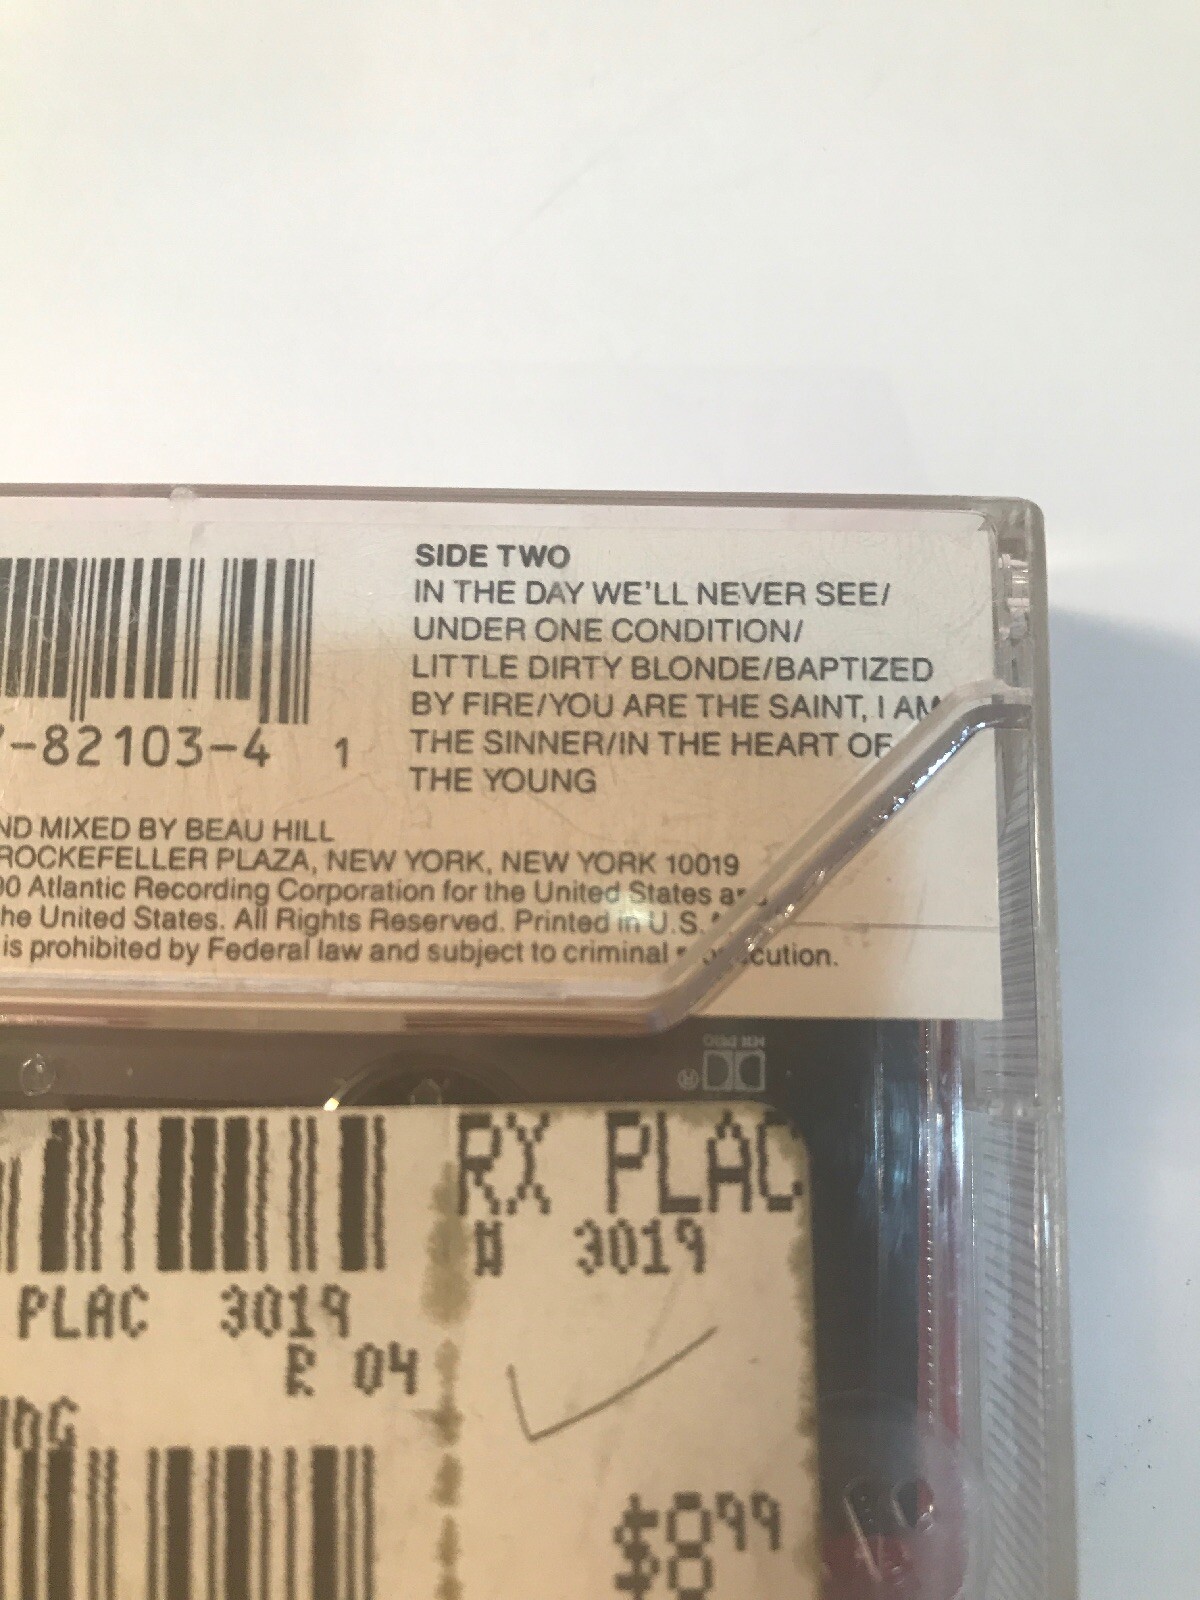 SIDE TWO
IN THE DAY WE'LL NEVER SEE/
UNDER ONE CONDITION/
LITTLE DIRTY BLONDE/BAPTIZED
BY FIRE/YOU ARE THE SAINT, I AM
THE SINNER/IN THE HEART OF
THE YOUNG
-82103-4 1
ND MIXED BY BEAU HILL
ROCKEFELLER PLAZA, NEW YORK, NEW YORK 10019
90 Atlantic Recording Corporation for the United States
he United States. All Rights Reserved. Printed in U.S.
is prohibited by Federal law and subject to criminal
HX PRO
®
RX PLAC
# 3019
PLAC 3019
R 04
$8.99